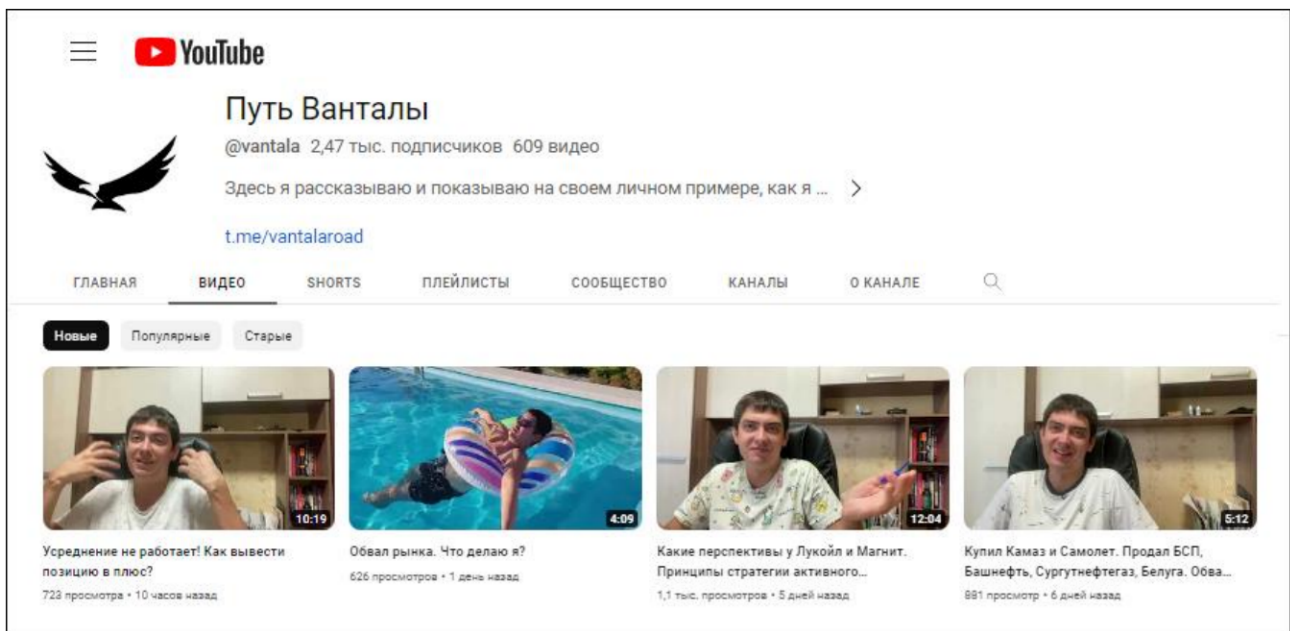 YouTube
Путь Ванталы
@vantala 2,47 тыс. подписчиков 609 видео
Здесь я рассказываю и показываю на своем личном примере, как я ...
t.me/vantalaroad
ГЛАВНАЯ ВИДЕО SHORTS ПЛЕЙЛИСТЫ СООБЩЕСТВО КАНАЛЫ О КАНАЛЕ
Новые Популярные Старые
10:19 4:09 12:04 5:12
Усреднение не работает! Как вывести
позицию в плюс?
723 просмотра • 10 часов назад
Обвал рынка. Что делаю я?
626 просмотров • 1 день назад
Какие перспективы у Лукойл и Магнит.
Принципы стратегии активного...
1,1 тыс. просмотров • 5 дней назад
Купил Камаз и Самолет. Продал БСП,
Башнефть, Сургутнефтегаз, Белуга. Обва...
881 просмотр • 6 дней назад